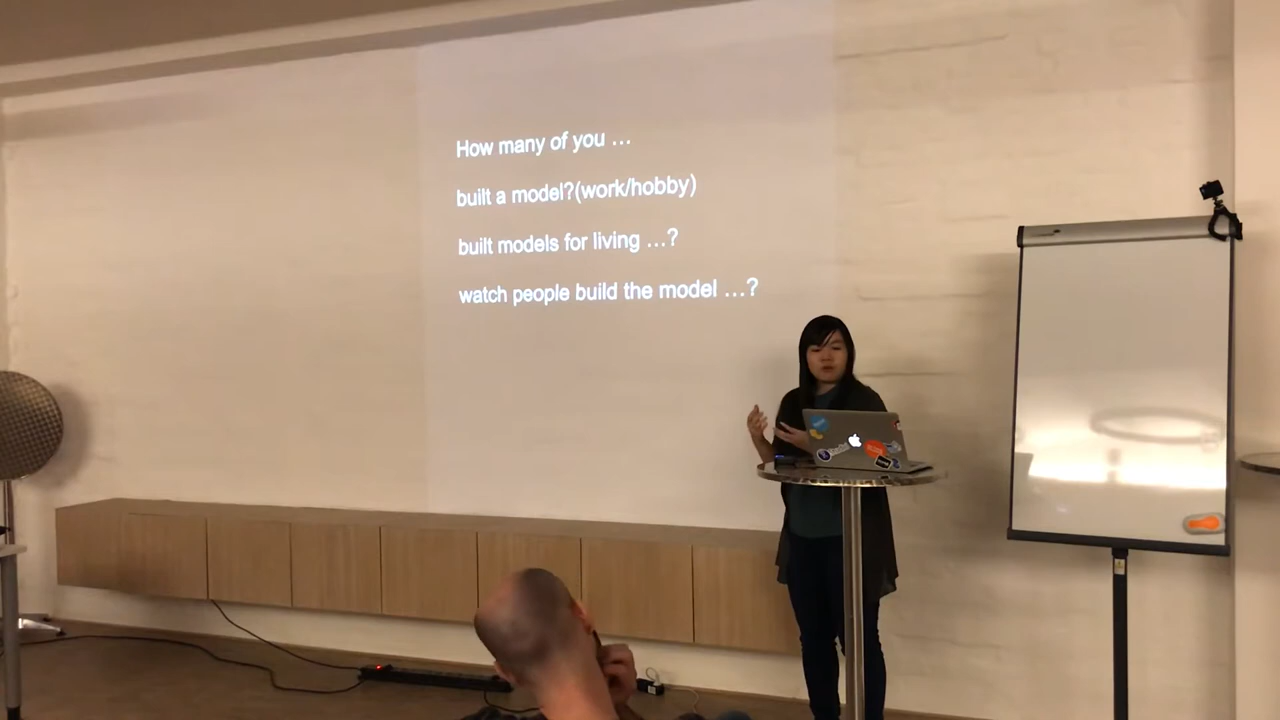 How many of you ...
built a model?(work/hobby)
built models for living ...?
watch people build the model ...?